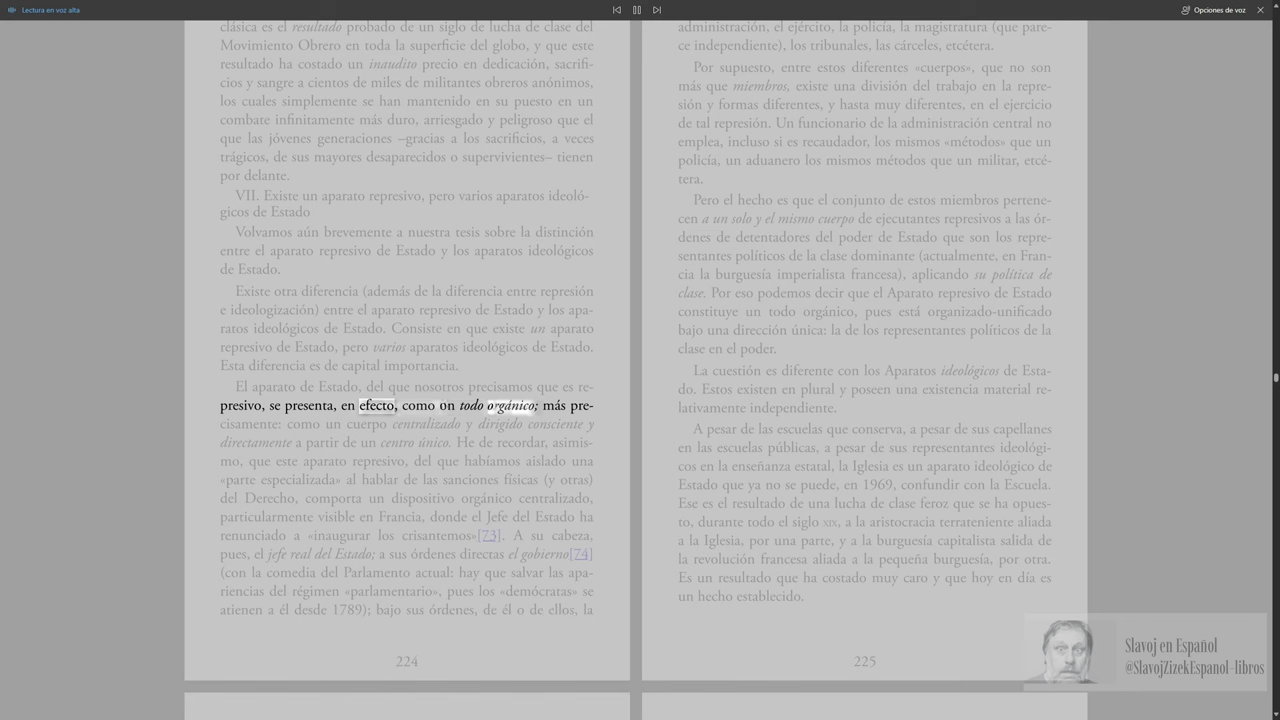 Lectura en voz alta
Opciones de voz
clásica es el resultado probado de un siglo de lucha de clase del
Movimiento Obrero en toda la superficie del globo, y que este
resultado ha costado un inaudito precio en dedicación, sacrifi-
cios y sangre a cientos de miles de militantes obreros anónimos,
los cuales simplemente se han mantenido en su puesto en un
combate infinitamente más duro, arriesgado y peligroso que el
que las jóvenes generaciones –gracias a los sacrificios, a veces
trágicos, de sus mayores desaparecidos o supervivientes– tienen
por delante.
VII. Existe un aparato represivo, pero varios aparatos ideoló-
gicos de Estado
Volvamos aún brevemente a nuestra tesis sobre la distinción
entre el aparato represivo de Estado y los aparatos ideológicos
de Estado.
Existe otra diferencia (además de la diferencia entre represión
e ideologización) entre el aparato represivo de Estado y los apa-
ratos ideológicos de Estado. Consiste en que existe un aparato
represivo de Estado, pero varios aparatos ideológicos de Estado.
Esta diferencia es de capital importancia.
El aparato de Estado, del que nosotros precisamos que es re-
presivo, se presenta, en efecto, como un todo orgánico; más pre-
cisamente: como un cuerpo centralizado y dirigido consciente y
directamente a partir de un centro único. He de recordar, asimis-
mo, que este aparato represivo, del que habíamos aislado una
«parte especializada» al hablar de las sanciones físicas (y otras)
del Derecho, comporta un dispositivo orgánico centralizado,
particularmente visible en Francia, donde el Jefe del Estado ha
renunciado a «inaugurar los crisantemos»[73]. A su cabeza,
pues, el jefe real del Estado; a sus órdenes directas el gobierno[74]
(con la comedia del Parlamento actual: hay que salvar las apa-
riencias del régimen «parlamentario», pues los «demócratas» se
atienen a él desde 1789); bajo sus órdenes, de él o de ellos, la
224
administración, el ejército, la policía, la magistratura (que pare-
ce independiente), los tribunales, las cárceles, etcétera.
Por supuesto, entre estos diferentes «cuerpos», que no son
más que miembros, existe una división del trabajo en la repre-
sión y formas diferentes, y hasta muy diferentes, en el ejercicio
de tal represión. Un funcionario de la administración central no
emplea, incluso si es recaudador, los mismos «métodos» que un
policía, un aduanero los mismos métodos que un militar, etcé-
tera.
Pero el hecho es que el conjunto de estos miembros pertene-
cen a un solo y el mismo cuerpo de ejecutantes represivos a las ór-
denes de detentadores del poder de Estado que son los repre-
sentantes políticos de la clase dominante (actualmente, en Fran-
cia la burguesía imperialista francesa), aplicando su política de
clase. Por eso podemos decir que el Aparato represivo de Estado
constituye un todo orgánico, pues está organizado-unificado
bajo una dirección única: la de los representantes políticos de la
clase en el poder.
La cuestión es diferente con los Aparatos ideológicos de Esta-
do. Estos existen en plural y poseen una existencia material re-
lativamente independiente.
A pesar de las escuelas que conserva, a pesar de sus capellanes
en las escuelas públicas, a pesar de sus representantes ideológi-
cos en la enseñanza estatal, la Iglesia es un aparato ideológico de
Estado que ya no se puede, en 1969, confundir con la Escuela.
Ese es el resultado de una lucha de clase feroz que se ha opues-
to, durante todo el siglo XIX, a la aristocracia terrateniente aliada
a la Iglesia, por una parte, y a la burguesía capitalista salida de
la revolución francesa aliada a la pequeña burguesía, por otra.
Es un resultado que ha costado muy caro y que hoy en día es
un hecho establecido.
225
Slavoj en Español
@SlavojZizekEspanol-libros